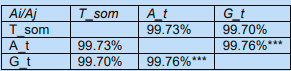 Ai/Aj T_som A_t G_t
T_som 99.73% 99.70%
A_t 99.73% 99.76%***
G_t 99.70% 99.76%***